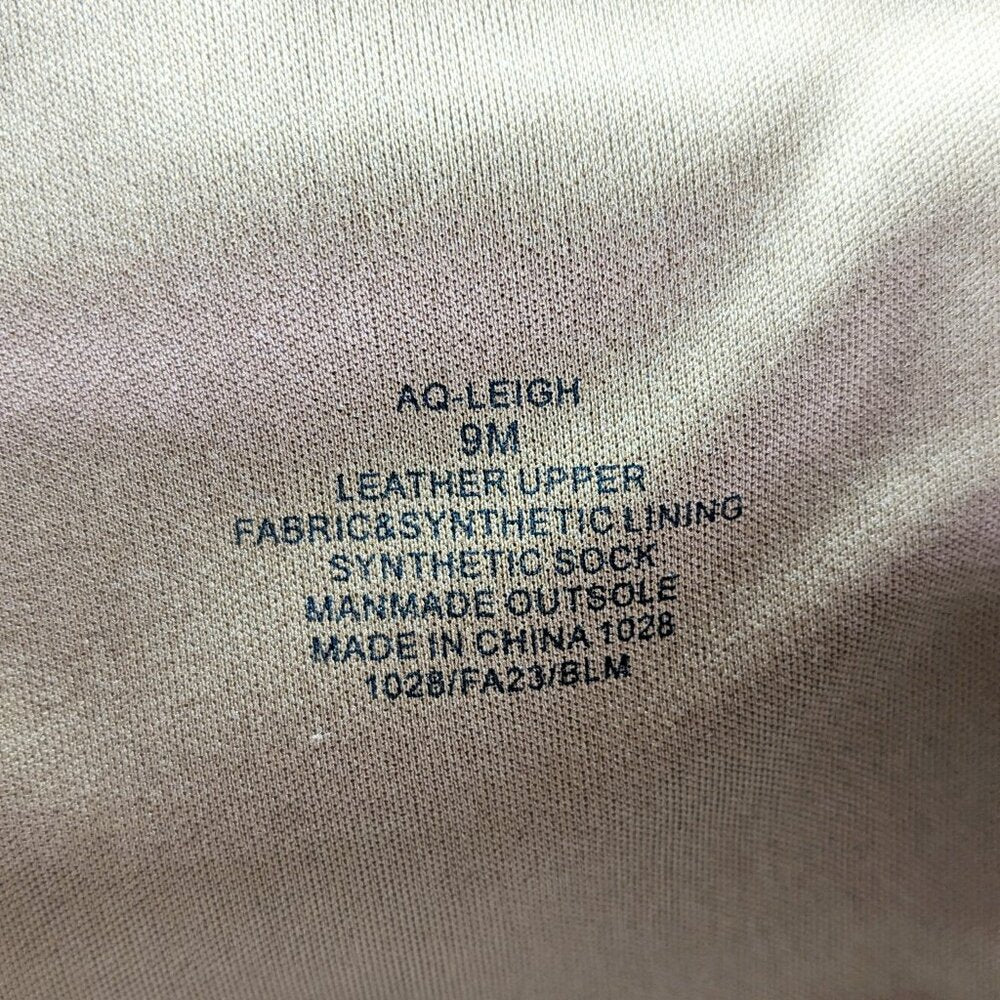 AQ-LEIGH
9M
LEATHER UPPER
FABRIC&SYNTHETIC LINING
SYNTHETIC SOCK
MANMADE OUTSOLE
MADE IN CHINA 1028
1028/FA23/BLM